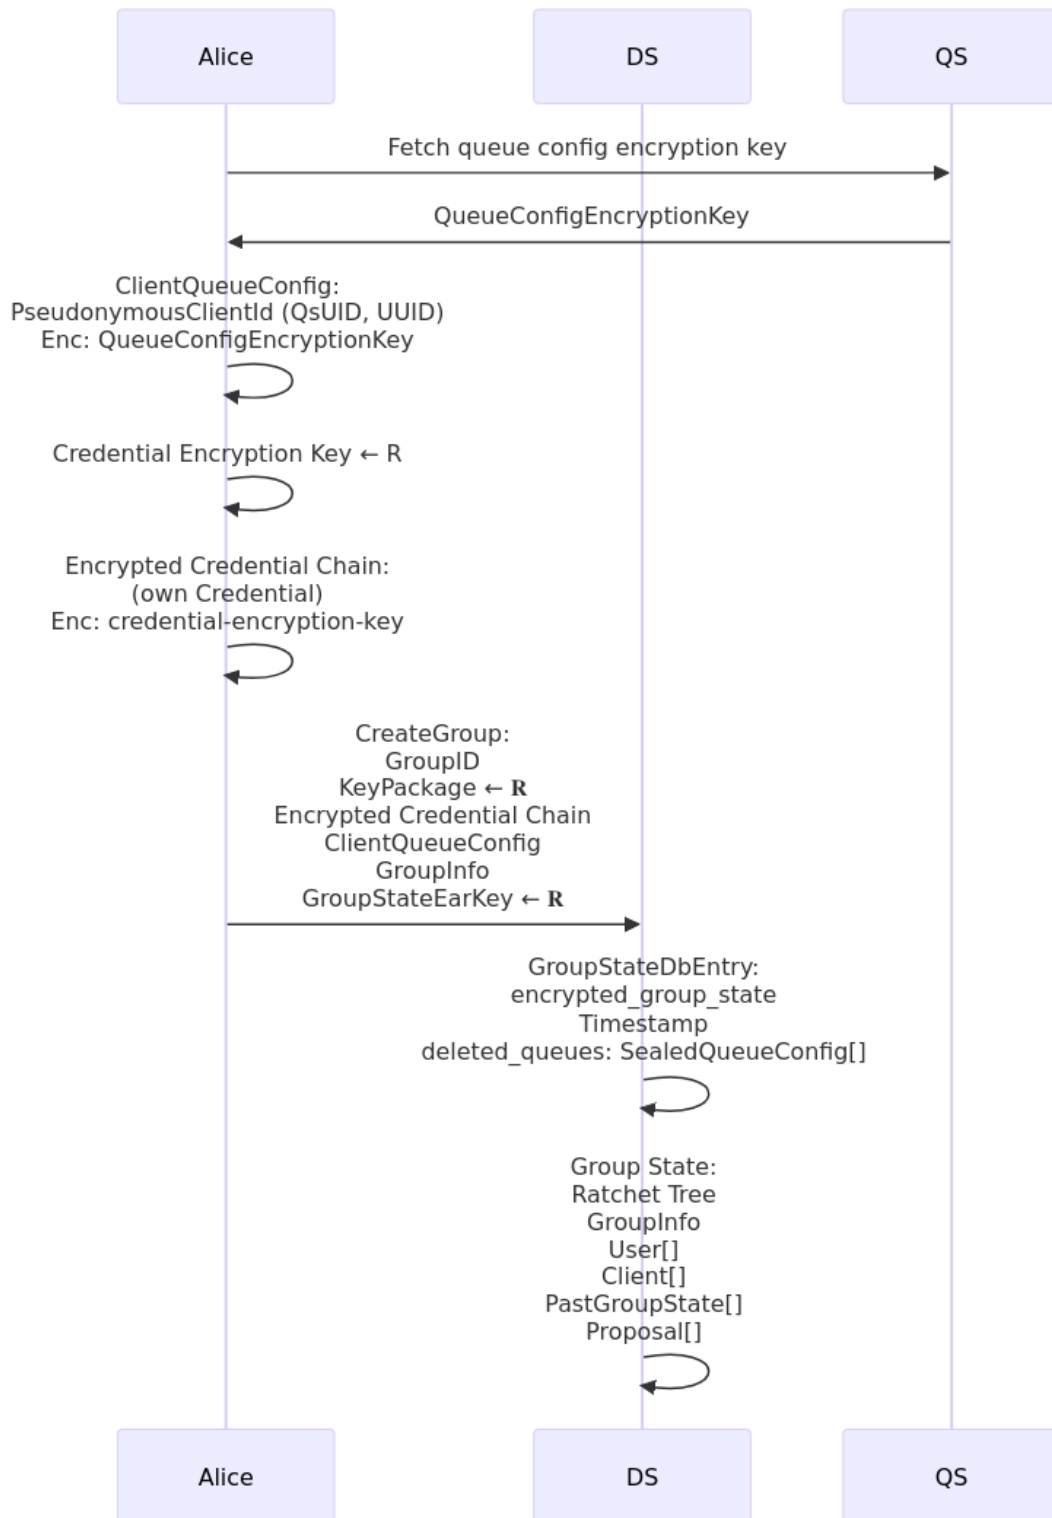 Alice
DS
QS
Fetch queue config encryption key
QueueConfigEncryptionKey
ClientQueueConfig:
PseudonymousClientId (QsUID, UUID)
Enc: QueueConfigEncryptionKey
Credential Encryption Key ← R
Encrypted Credential Chain:
(own Credential)
Enc: credential-encryption-key
CreateGroup:
GroupID
KeyPackage ← 𝐑
Encrypted Credential Chain
ClientQueueConfig
GroupInfo
GroupStateEarKey ← 𝐑
GroupStateDbEntry:
encrypted_group_state
Timestamp
deleted_queues: SealedQueueConfig[]
Group State:
Ratchet Tree
GroupInfo
User[]
Client[]
PastGroupState[]
Proposal[]
Alice
DS
QS